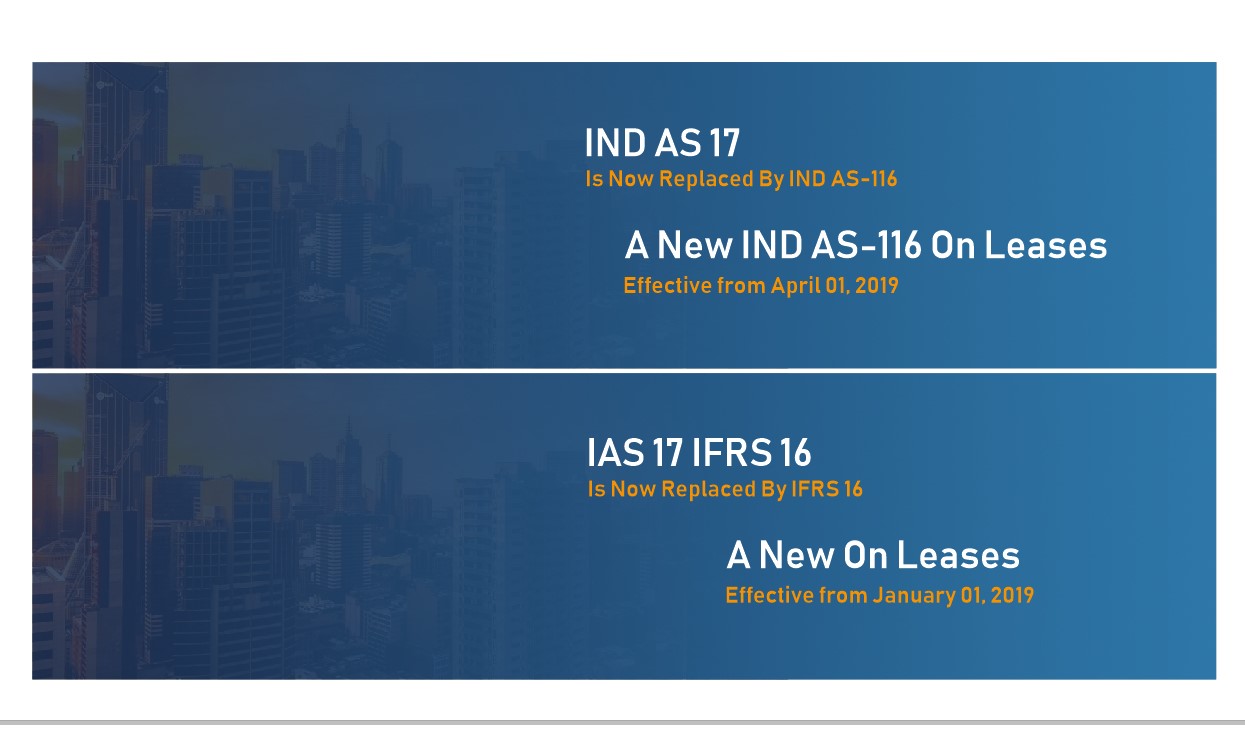 IND AS 17
Is Now Replaced By IND AS-116
A New IND AS-116 On Leases
Effective from April 01, 2019
IAS 17 IFRS 16
Is Now Replaced By IFRS 16
A New On Leases
Effective from January 01, 2019